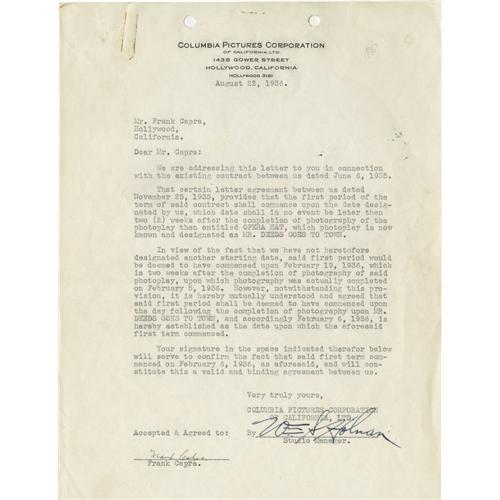 COLUMBIA PICTURES CORPORATION
OF CALIFORNIA, LTD.
1438 GOWER STREET
HOLLYWOOD, CALIFORNIA
HOLLYWOOD 3181
August 22, 1936.
Mr. Frank Capra,
Hollywood,
California.
Dear Mr. Capra:
We are addressing this letter to you in connection
with the existing contract between us dated June 6, 1935.
That certain letter agreement between us dated
November 25, 1935, provides that the first period of the
term of said contract shall commence upon the date desig-
nated by us, which date shall in no event be later than
two (2) weeks after the completion of photography of the
photoplay then entitled OPERA HAT, which photoplay is now
known and designated as MR. DEEDS GOES TO TOWN.
In view of the fact that we have not heretofore
designated another starting date, said first period would
be deemed to have commenced upon February 19, 1936, which
is two weeks after the completion of photography of said
photoplay, upon which photography was actually completed
on February 5, 1936. However, notwithstanding this pro-
vision, it is hereby mutually understood and agreed that
said first period shall be deemed to have commenced upon
the day following the completion of photography upon MR.
DEEDS GOES TO TOWN, and accordingly February 6, 1936, is
hereby established as the date upon which the aforesaid
first term commenced.
Your signature in the space indicated therefor below
will serve to confirm the fact that said first term com-
menced on February 6, 1936, as aforesaid, and will con-
stitute this a valid and binding agreement between us.
Very truly yours,
COLUMBIA PICTURES CORPORATION
OF CALIFORNIA, LTD.
Accepted & Agreed to: By Wm S Holman
Studio Manager.
Frank Capra
Frank Capra.